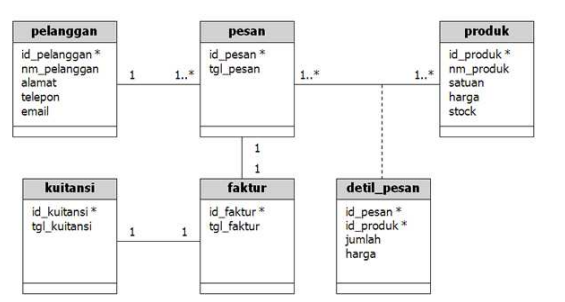 pelanggan
id_pelanggan *
nm_pelanggan
alamat
telepon
email
1
1..*
pesan
id_pesan *
tgl_pesan
1..*
1..*
produk
id_produk *
nm_produk
satuan
harga
stock
1
1
kuitansi
id_kuitansi *
tgl_kuitansi
1
1
faktur
id_faktur *
tgl_faktur
detil_pesan
id_pesan *
id_produk *
jumlah
harga